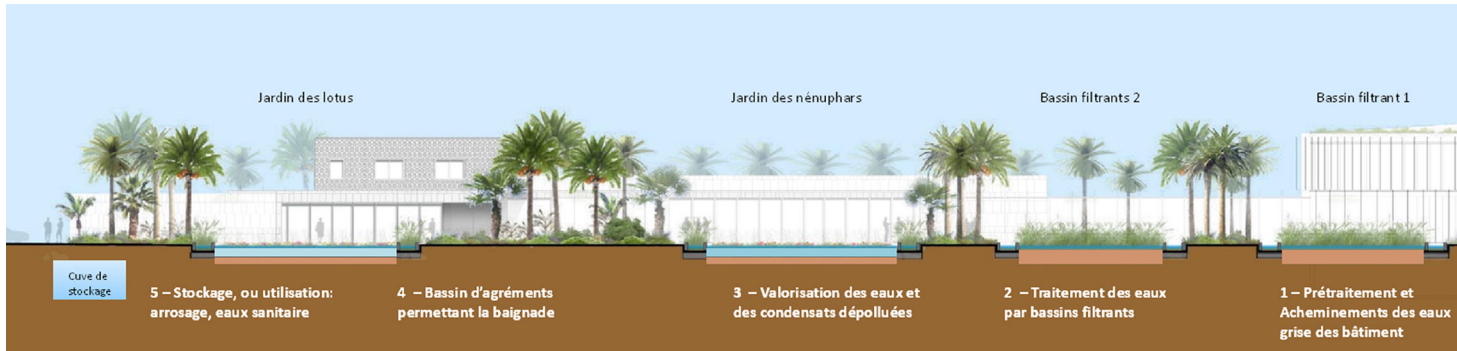 Jardin des lotus
Jardin des nénuphars
Bassin filtrants 2
Bassin filtrant 1
Cuve de
stockage
5 – Stockage, ou utilisation:
arrosage, eaux sanitaire
4 – Bassin d'agréments
permettant la baignade
3 – Valorisation des eaux et
des condensats dépolluées
2 – Traitement des eaux
par bassins filtrants
1 – Prétraitement et
Acheminements des eaux
grise des bâtiment